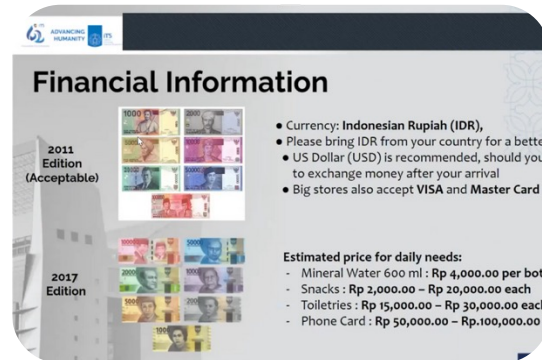 ADVANCING
HUMANITY
ITS
Financial Information
2011
Edition
(Acceptable)
1000
2000
● Currency: Indonesian Rupiah (IDR),
● Please bring IDR from your country for a bette
● US Dollar (USD) is recommended, should you
to exchange money after your arrival
● Big stores also accept VISA and Master Card
2017
Edition
Estimated price for daily needs:
- Mineral Water 600 ml : Rp 4,000.00 per bot
- Snacks : Rp 2,000.00 – Rp 20,000.00 each
- Toiletries : Rp 15,000.00 – Rp 30,000.00 each
- Phone Card : Rp 50,000.00 – Rp.100,000.00